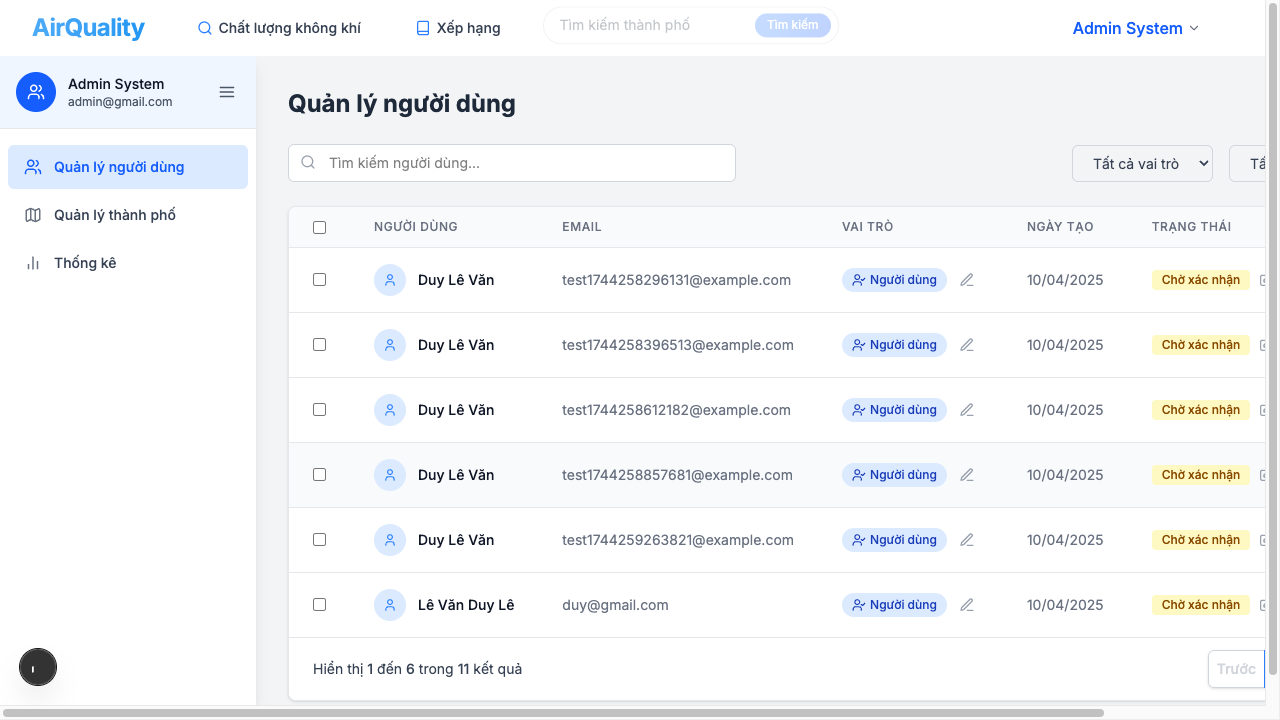 AirQuality
Chất lượng không khí
Xếp hạng
Tìm kiếm thành phố
Tìm kiếm
Admin System
Admin System
admin@gmail.com
Quản lý người dùng
Quản lý thành phố
Thống kê
Quản lý người dùng
Tìm kiếm người dùng...
Tất cả vai trò
Tấ
NGƯỜI DÙNG EMAIL VAI TRÒ NGÀY TẠO TRẠNG THÁI
Duy Lê Văn test1744258296131@example.com Người dùng 10/04/2025 Chờ xác nhận
Duy Lê Văn test1744258396513@example.com Người dùng 10/04/2025 Chờ xác nhận
Duy Lê Văn test1744258612182@example.com Người dùng 10/04/2025 Chờ xác nhận
Duy Lê Văn test1744258857681@example.com Người dùng 10/04/2025 Chờ xác nhận
Duy Lê Văn test1744259263821@example.com Người dùng 10/04/2025 Chờ xác nhận
Lê Văn Duy Lê duy@gmail.com Người dùng 10/04/2025 Chờ xác nhận
Hiển thị 1 đến 6 trong 11 kết quả
Trước